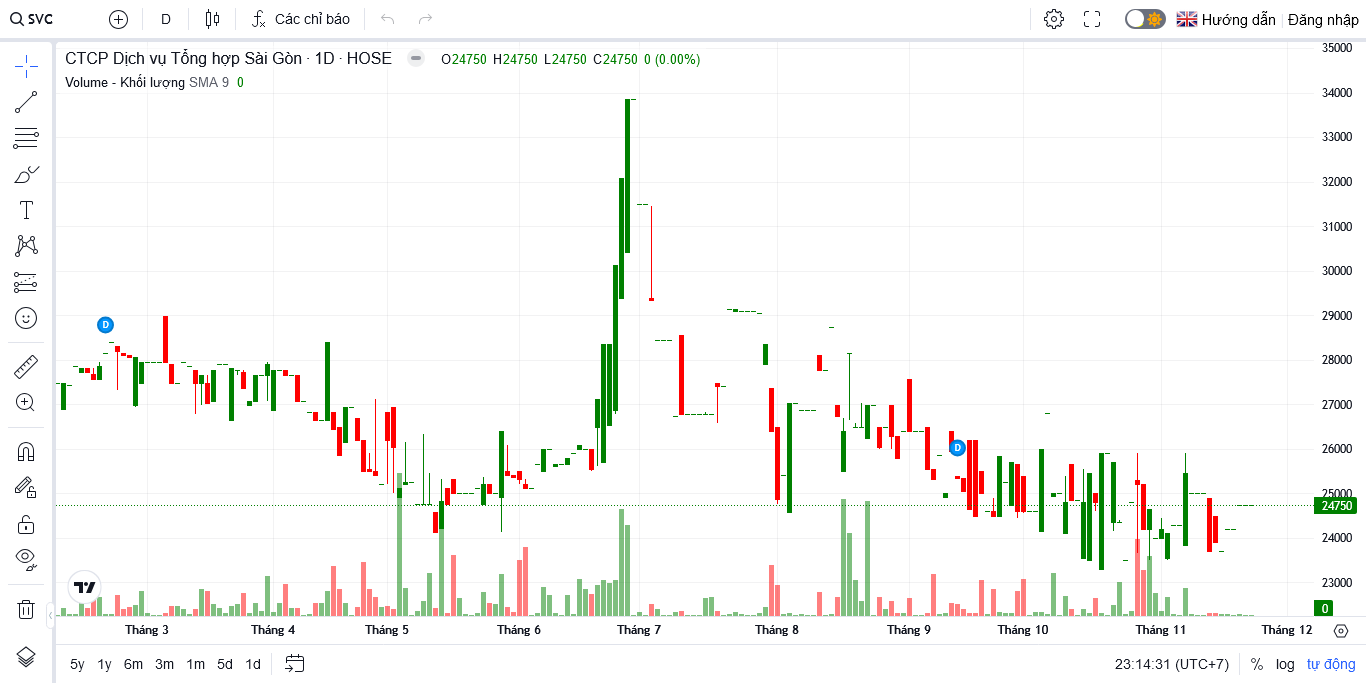 SVC D Các chỉ báo Hướng dẫn Đăng nhập
CTCP Dịch vụ Tổng hợp Sài Gòn · 1D · HOSE O24750 H24750 L24750 C24750 0 (0.00%)
Volume - Khối lượng SMA 9 0
35000
34000
33000
32000
31000
30000
29000
28000
27000
26000
25000
24750
24000
23000
0
D
D
Tháng 3 Tháng 4 Tháng 5 Tháng 6 Tháng 7 Tháng 8 Tháng 9 Tháng 10 Tháng 11 Tháng 12
5y 1y 6m 3m 1m 5d 1d 23:14:31 (UTC+7) % log tự động